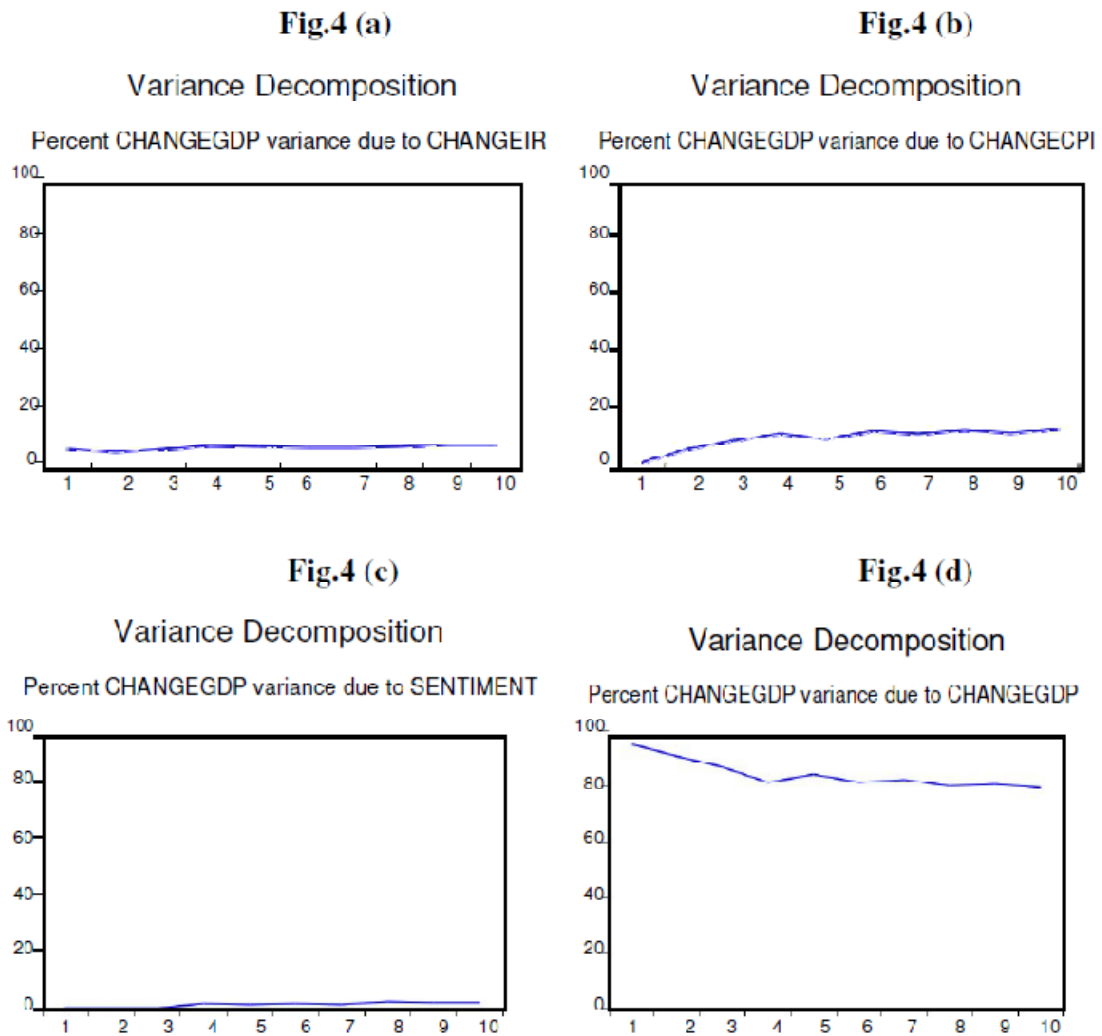 Fig.4 (a)
Variance Decomposition
Percent CHANGEGDP variance due to CHANGEIR
100
80
60
40
20
0
1 2 3 4 5 6 7 8 9 10
Fig.4 (b)
Variance Decomposition
Percent CHANGEGDP variance due to CHANGECPI
100
80
60
40
20
0
1 2 3 4 5 6 7 8 9 10
Fig.4 (c)
Variance Decomposition
Percent CHANGEGDP variance due to SENTIMENT
100
80
60
40
20
0
1 2 3 4 5 6 7 8 9 10
Fig.4 (d)
Variance Decomposition
Percent CHANGEGDP variance due to CHANGEGDP
100
80
60
40
20
0
1 2 3 4 5 6 7 8 9 10